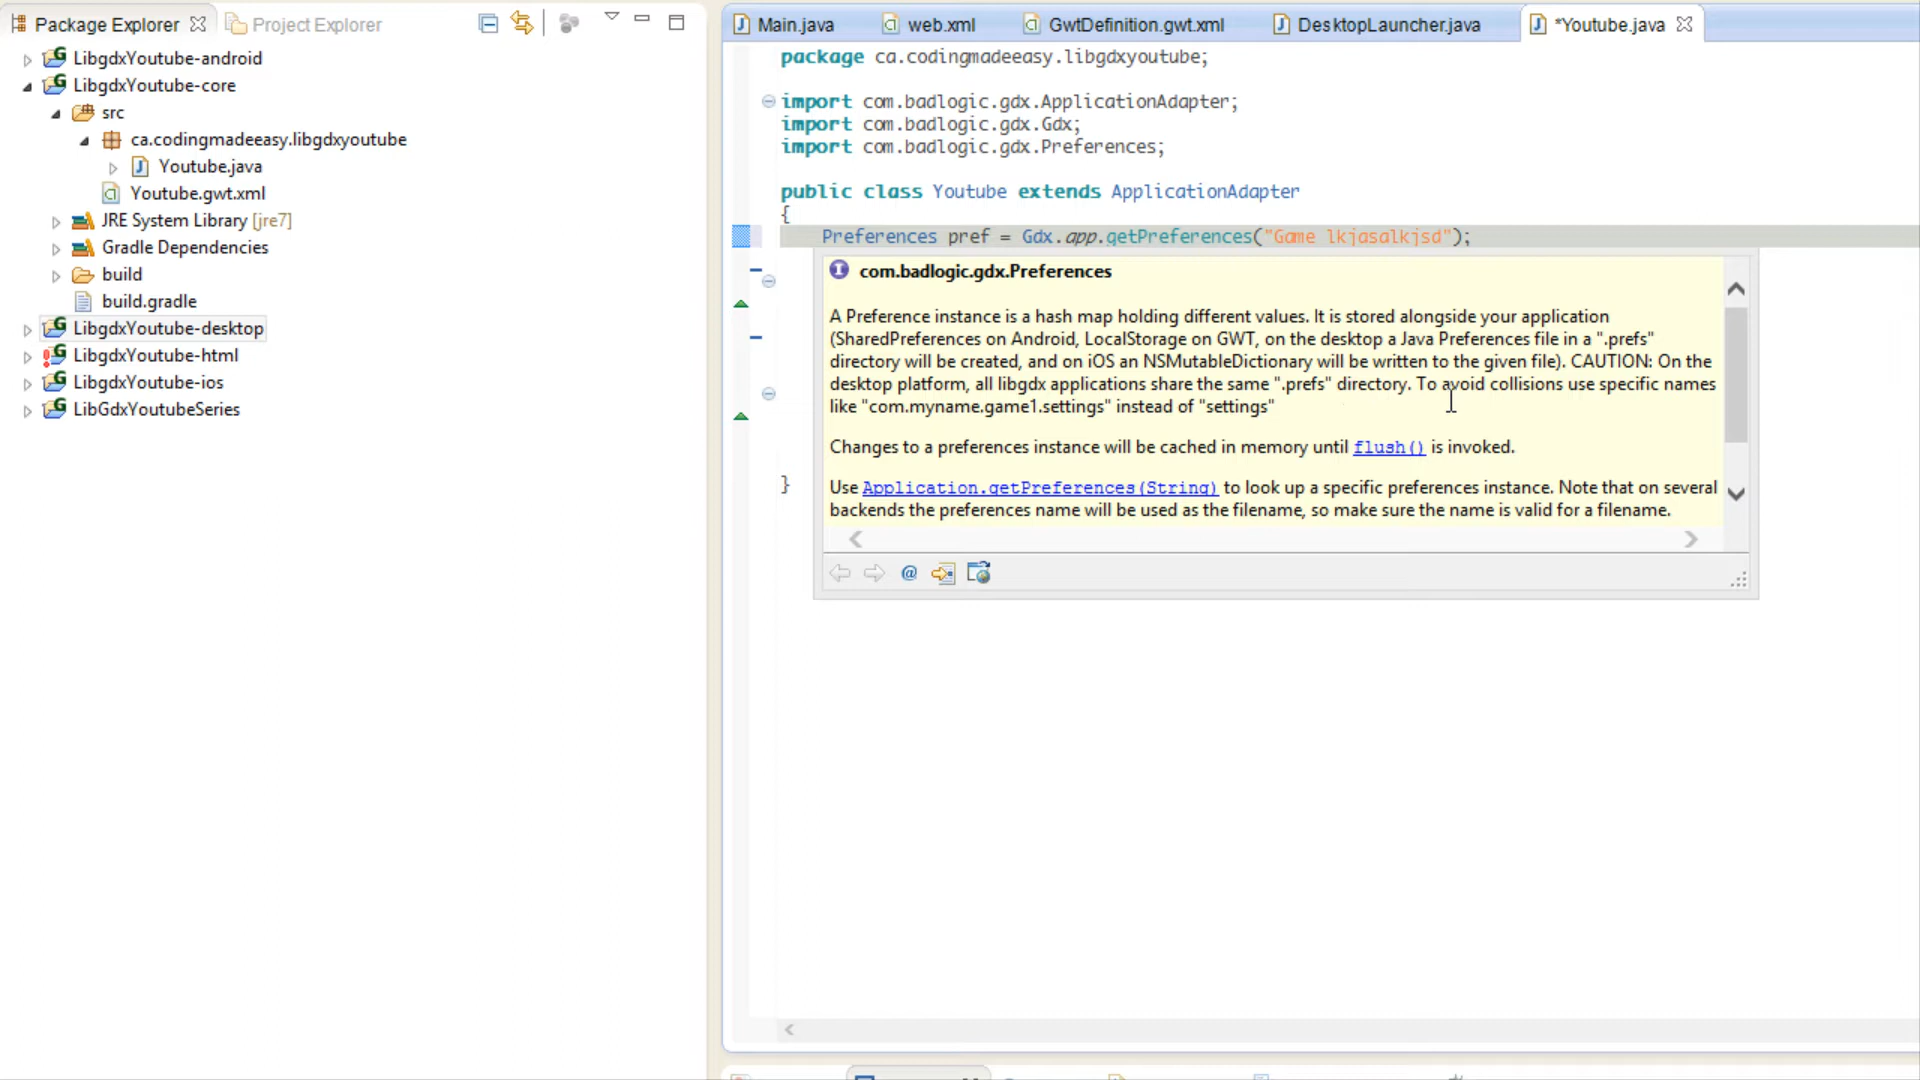 Package Explorer
Project Explorer
LibgdxYoutube-android
LibgdxYoutube-core
src
ca.codingmadeeasy.libgdxyoutube
Youtube.java
Youtube.gwt.xml
JRE System Library [jre7]
Gradle Dependencies
build
build.gradle
LibgdxYoutube-desktop
LibgdxYoutube-html
LibgdxYoutube-ios
LibGdxYoutubeSeries
Main.java
web.xml
GwtDefinition.gwt.xml
DesktopLauncher.java
*Youtube.java
package ca.codingmadeeasy.libgdxyoutube;
import com.badlogic.gdx.ApplicationAdapter;
import com.badlogic.gdx.Gdx;
import com.badlogic.gdx.Preferences;
public class Youtube extends ApplicationAdapter
{
Preferences pref = Gdx.app.getPreferences("Game lkjasalkjsd");
com.badlogic.gdx.Preferences
A Preference instance is a hash map holding different values. It is stored alongside your application
(SharedPreferences on Android, LocalStorage on GWT, on the desktop a Java Preferences file in a ".prefs"
directory will be created, and on iOS an NSMutableDictionary will be written to the given file). CAUTION: On the
desktop platform, all libgdx applications share the same ".prefs" directory. To avoid collisions use specific names
like "com.myname.game1.settings" instead of "settings"
Changes to a preferences instance will be cached in memory until flush() is invoked.
Use Application.getPreferences(String) to look up a specific preferences instance. Note that on several
backends the preferences name will be used as the filename, so make sure the name is valid for a filename.
}